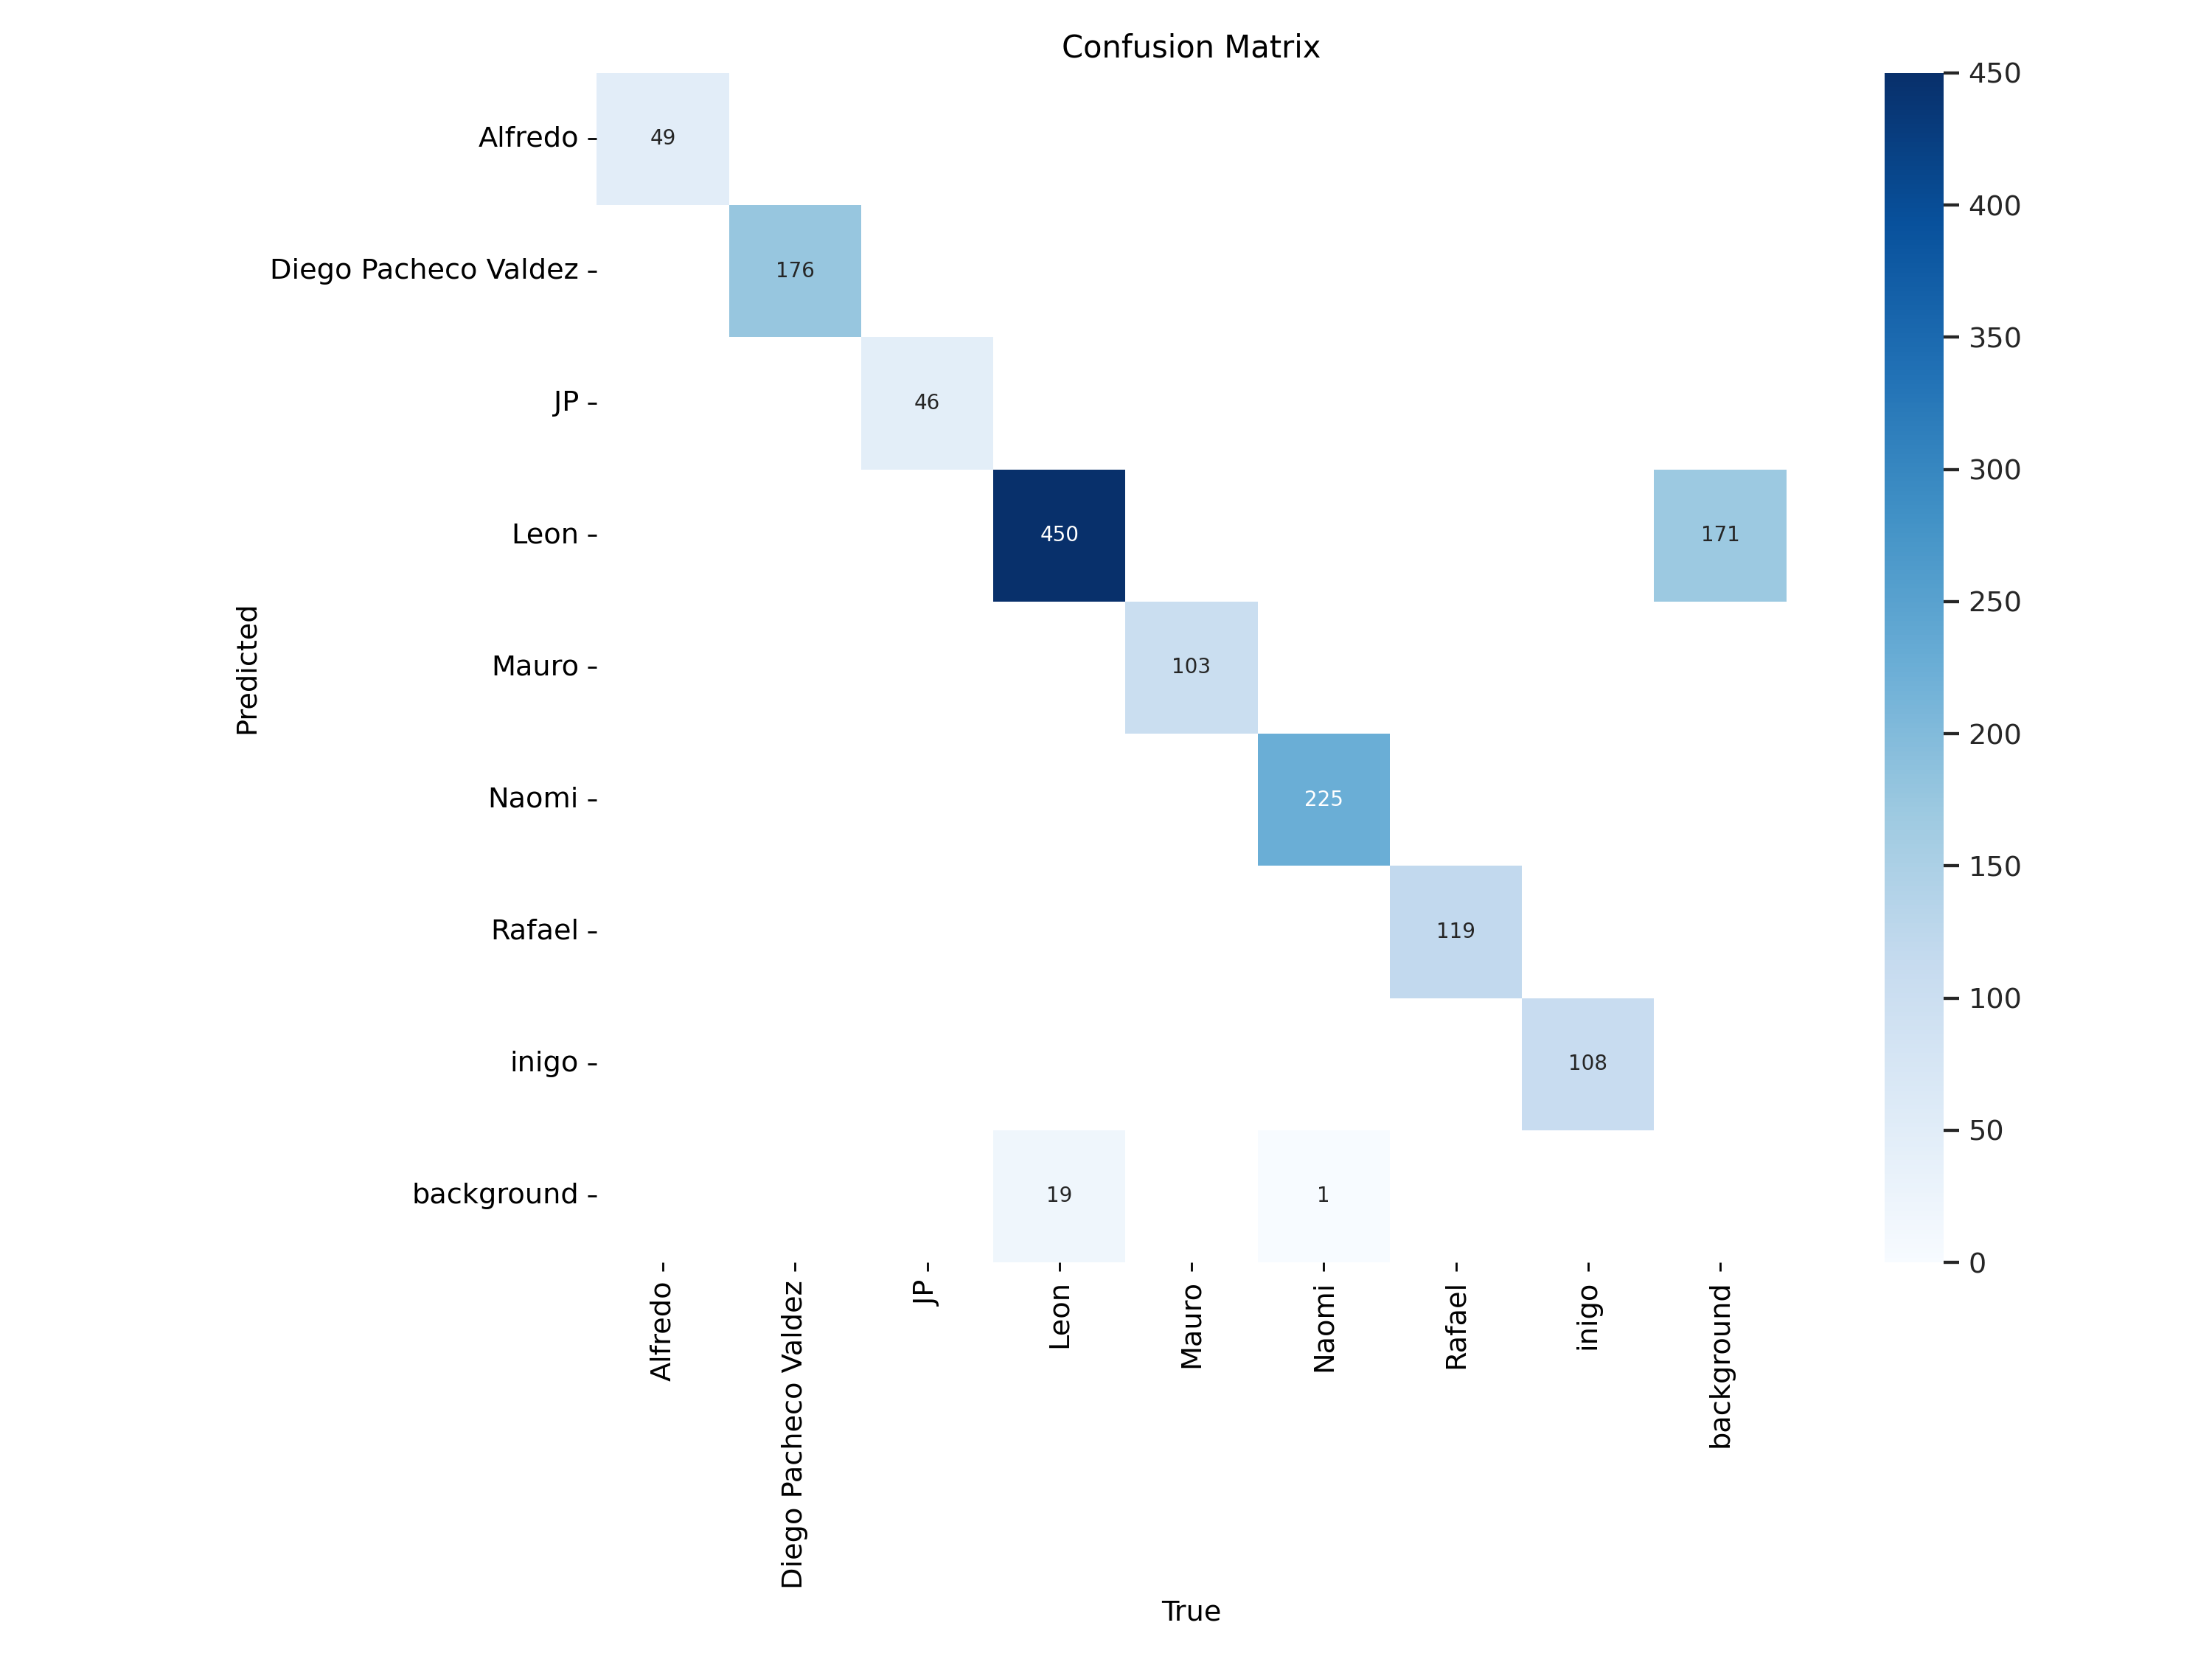 Confusion Matrix
Alfredo
Diego Pacheco Valdez
JP
Leon
Mauro
Naomi
Rafael
inigo
background
Predicted
49
176
46
450
171
103
225
119
108
19
1
Alfredo
Diego Pacheco Valdez
JP
Leon
Mauro
Naomi
Rafael
inigo
background
True
450
400
350
300
250
200
150
100
50
0